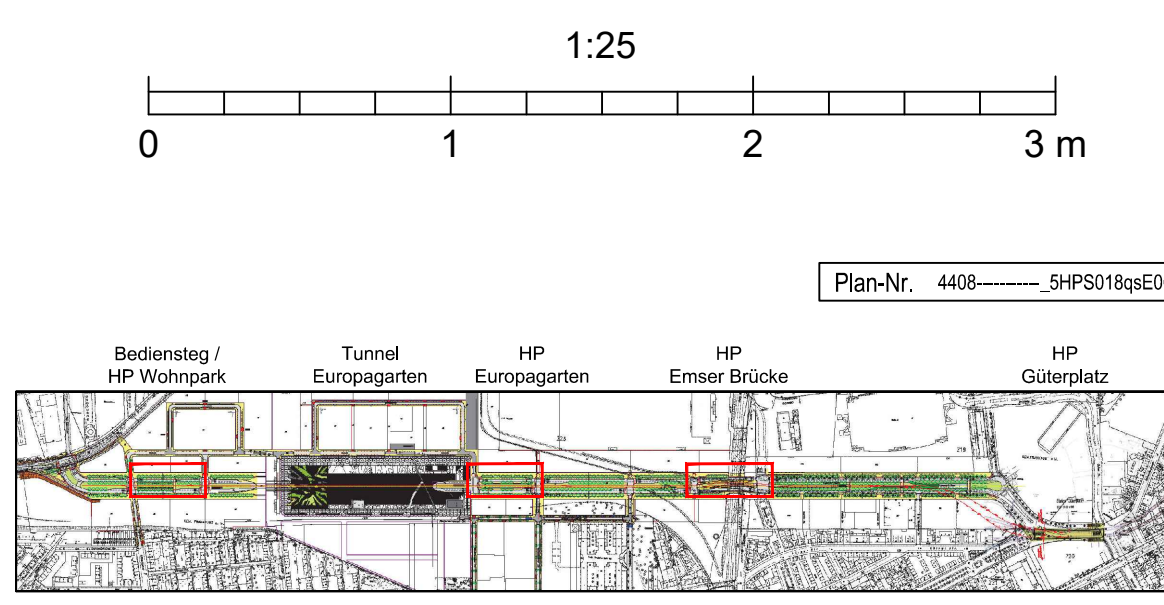 1:25
0 1 2 3 m
Plan-Nr. 4408----------_5HPS018qsE0
Bediensteg /
HP Wohnpark
Tunnel
Europagarten
HP
Europagarten
HP
Emser Brücke
HP
Güterplatz